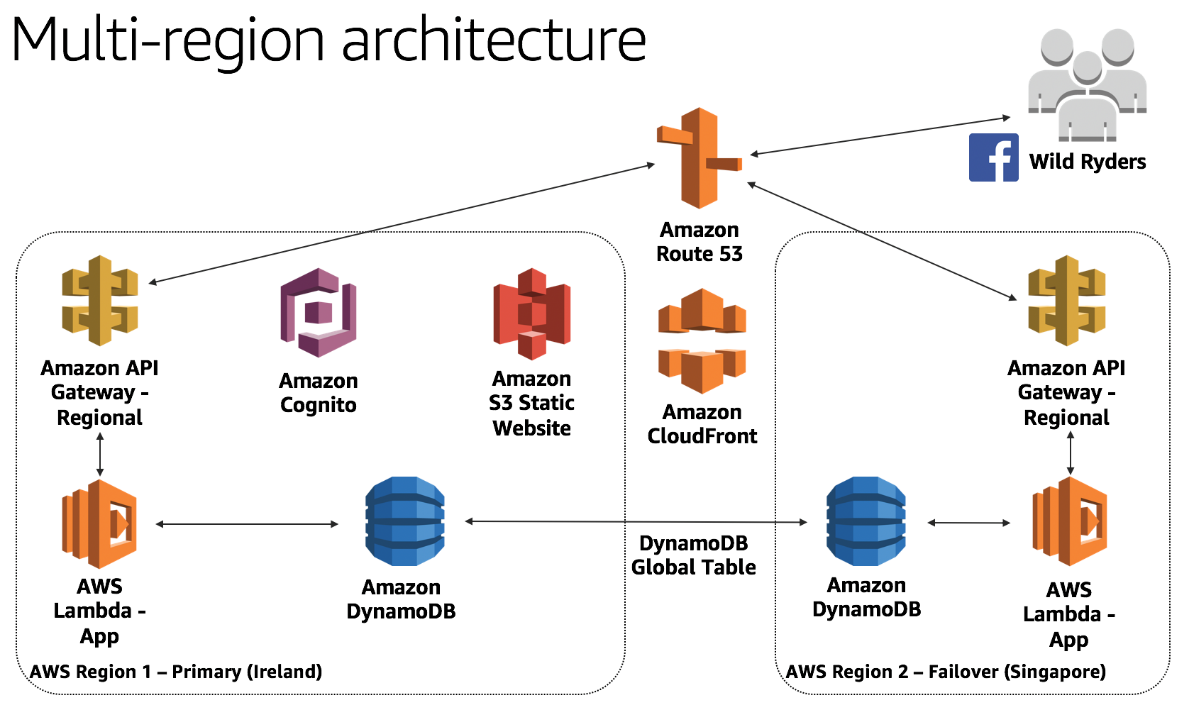 Multi-region architecture
Wild Ryders
Amazon
Route 53
Amazon API
Gateway -
Regional
Amazon
Cognito
Amazon
S3 Static
Website
Amazon
CloudFront
Amazon API
Gateway -
Regional
AWS
Lambda -
App
Amazon
DynamoDB
DynamoDB
Global Table
Amazon
DynamoDB
AWS
Lambda -
App
AWS Region 1 – Primary (Ireland)
AWS Region 2 – Failover (Singapore)